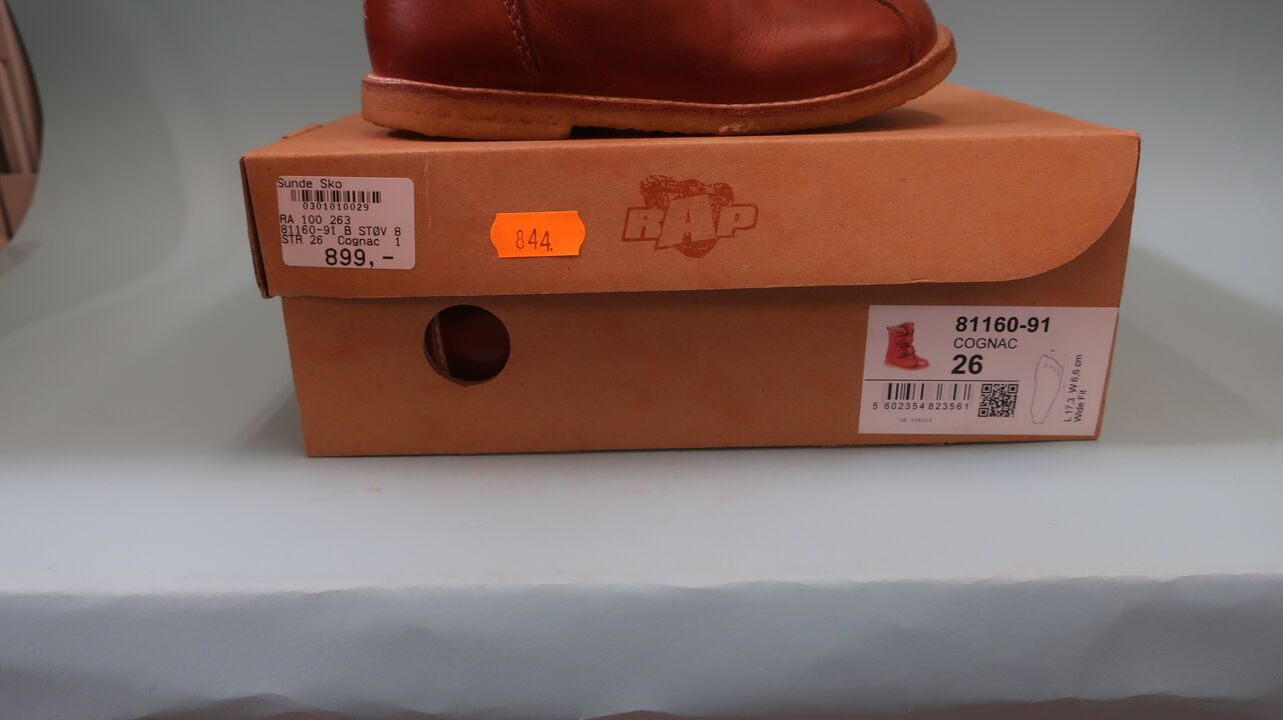 Sunde Sko
0301010029
RA 100 263
81160-91 B STØV 8
STR 26 Cognac 1
899,-
844.
RAP
81160-91
COGNAC
26
5 602354 823561
L 17,3 W 6,6 cm
Wide Fit